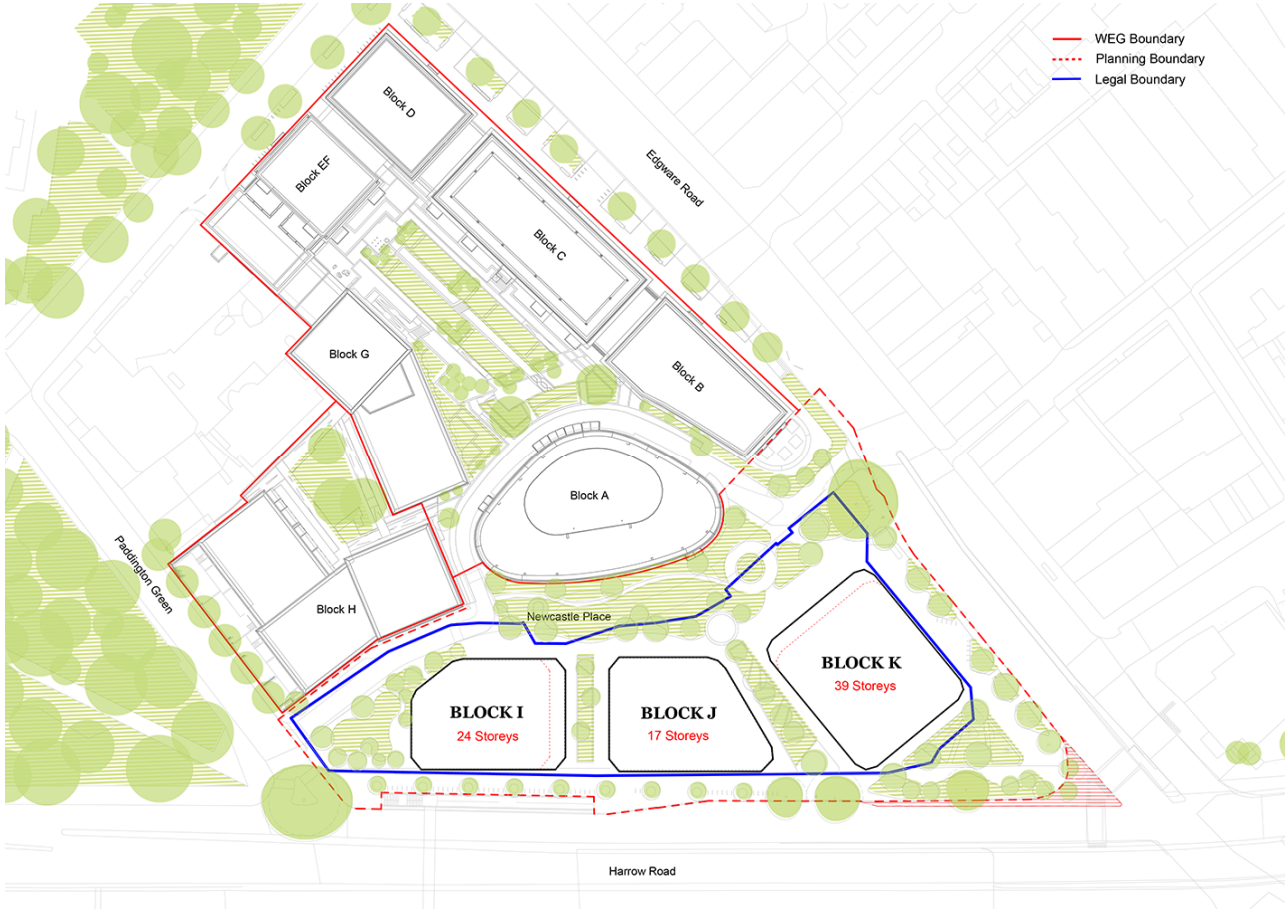 WEG Boundary
Planning Boundary
Legal Boundary
Block D
Edgware Road
Block EF
Block C
Block G
Block B
Block A
Paddington Green
Block H
Newcastle Place
BLOCK K
39 Storeys
BLOCK I
24 Storeys
BLOCK J
17 Storeys
Harrow Road